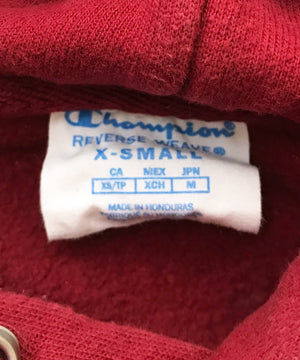 Champion
REVERSE WEAVE®
X-SMALL
CA MEX JPN
XS/TP XCH M
MADE IN HONDURAS